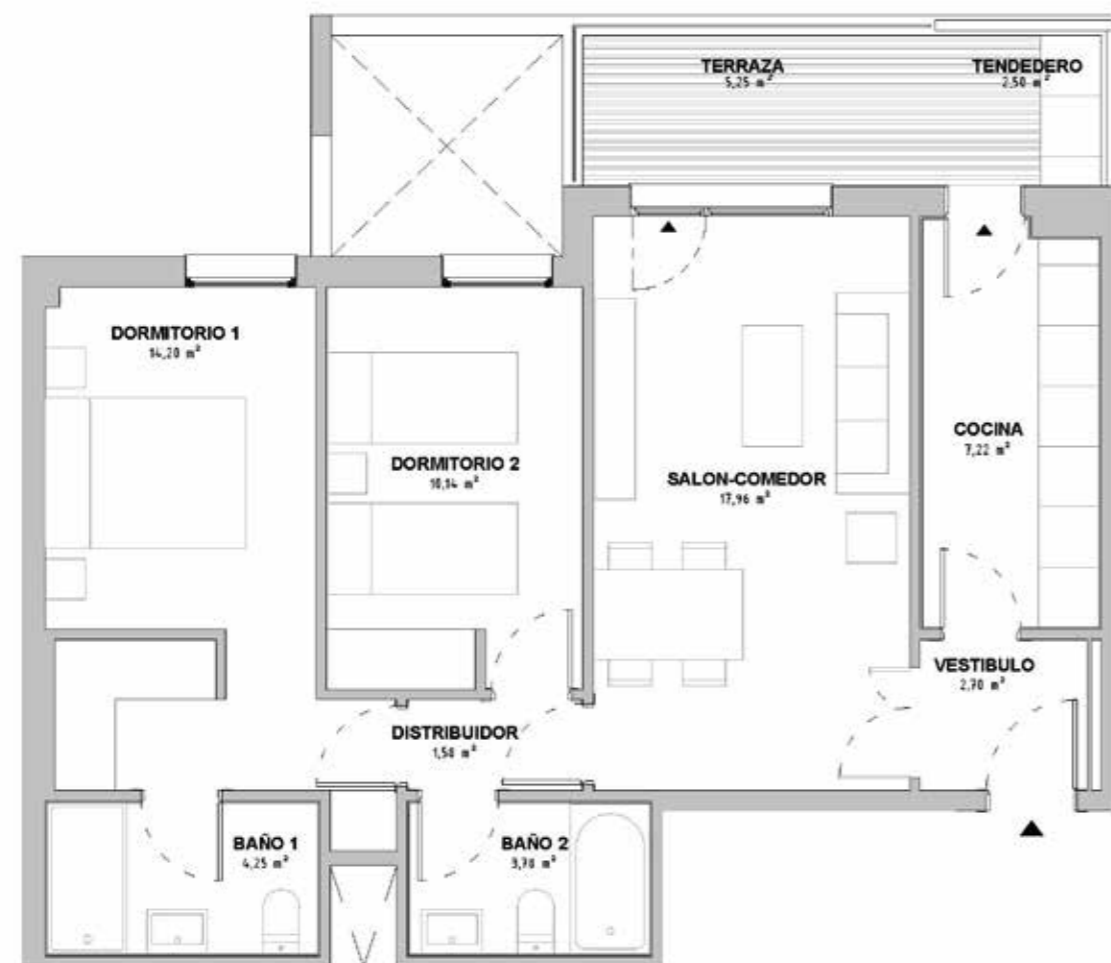 TERRAZA
5,25 m²
TENDEDERO
2,50 m²
DORMITORIO 1
14,20 m²
DORMITORIO 2
10,14 m²
SALON-COMEDOR
17,96 m²
COCINA
7,22 m²
VESTIBULO
2,70 m²
DISTRIBUIDOR
1,50 m²
BAÑO 1
4,25 m²
BAÑO 2
3,70 m²